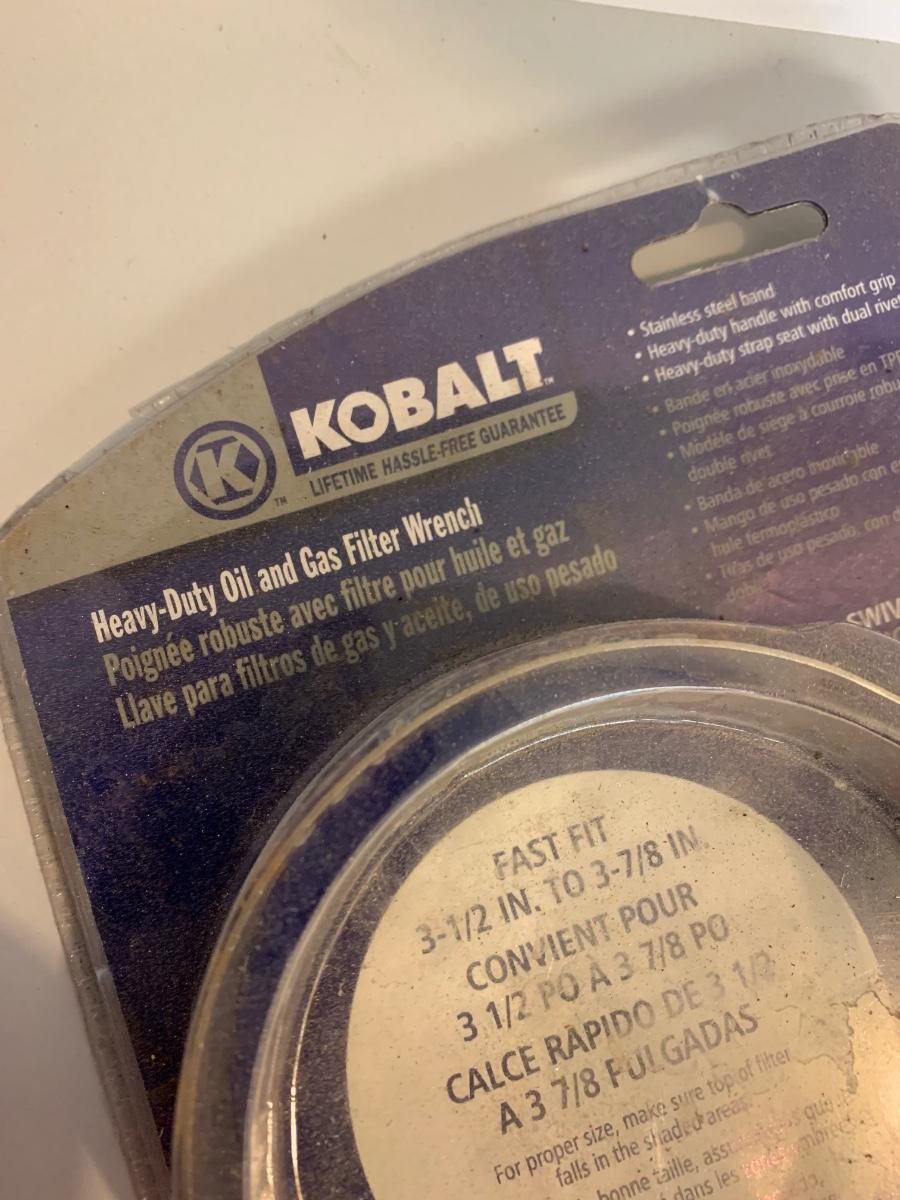 KOBALT™
K™
LIFETIME HASSLE-FREE GUARANTEE
Heavy-Duty Oil and Gas Filter Wrench
Poignée robuste avec filtre pour huile et gaz
Llave para filtros de gas y aceite, de uso pesado
• Stainless steel band
• Heavy-duty handle with comfort grip
• Heavy-duty strap seat with dual
• Bande en acier inoxydable
• Poignée robuste avec prise en
• Modèle de siège à courroie
double rivet
• Banda de acero inoxidable
• Mango de uso pesado con
hule
• Tiras de uso pesado, con
FAST FIT
3-1/2 IN. TO 3-7/8 IN.
CONVIENT POUR
3 1/2 PO À 3 7/8 PO
CALCE RAPIDO DE 3 1/2
A 3 7/8 PULGADAS
For proper size, make sure top of filter
falls in the shaded areas.
bonne taille,
dans les